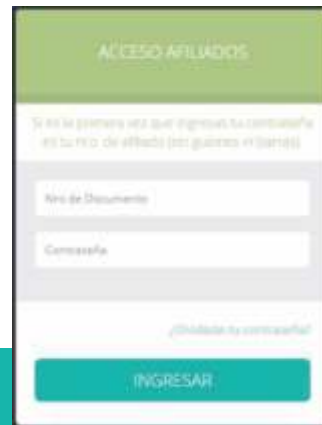 ACCESO AFILIADOS
Si es la primera vez que ingresas tu contraseña
es tu nro. de afiliado (sin guiones ni barras)
Nro de Documento
Contraseña
¿Olvidaste tu contraseña?
INGRESAR